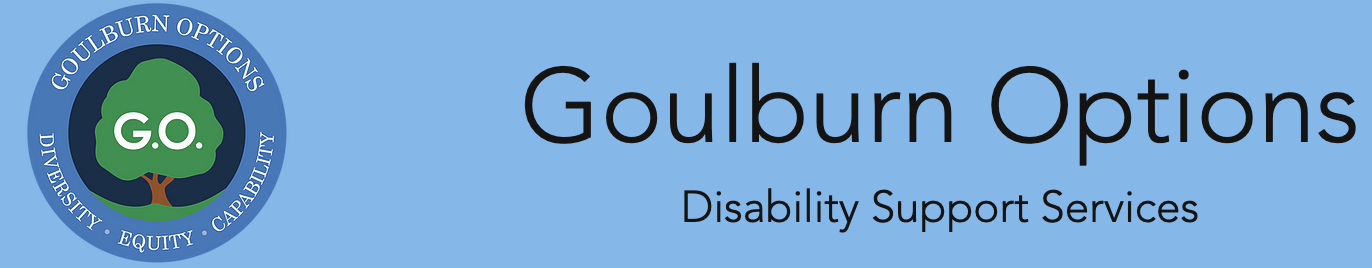 GOULBURN OPTIONS
G.O.
DIVERSITY • EQUITY • CAPABILITY
Goulburn Options
Disability Support Services